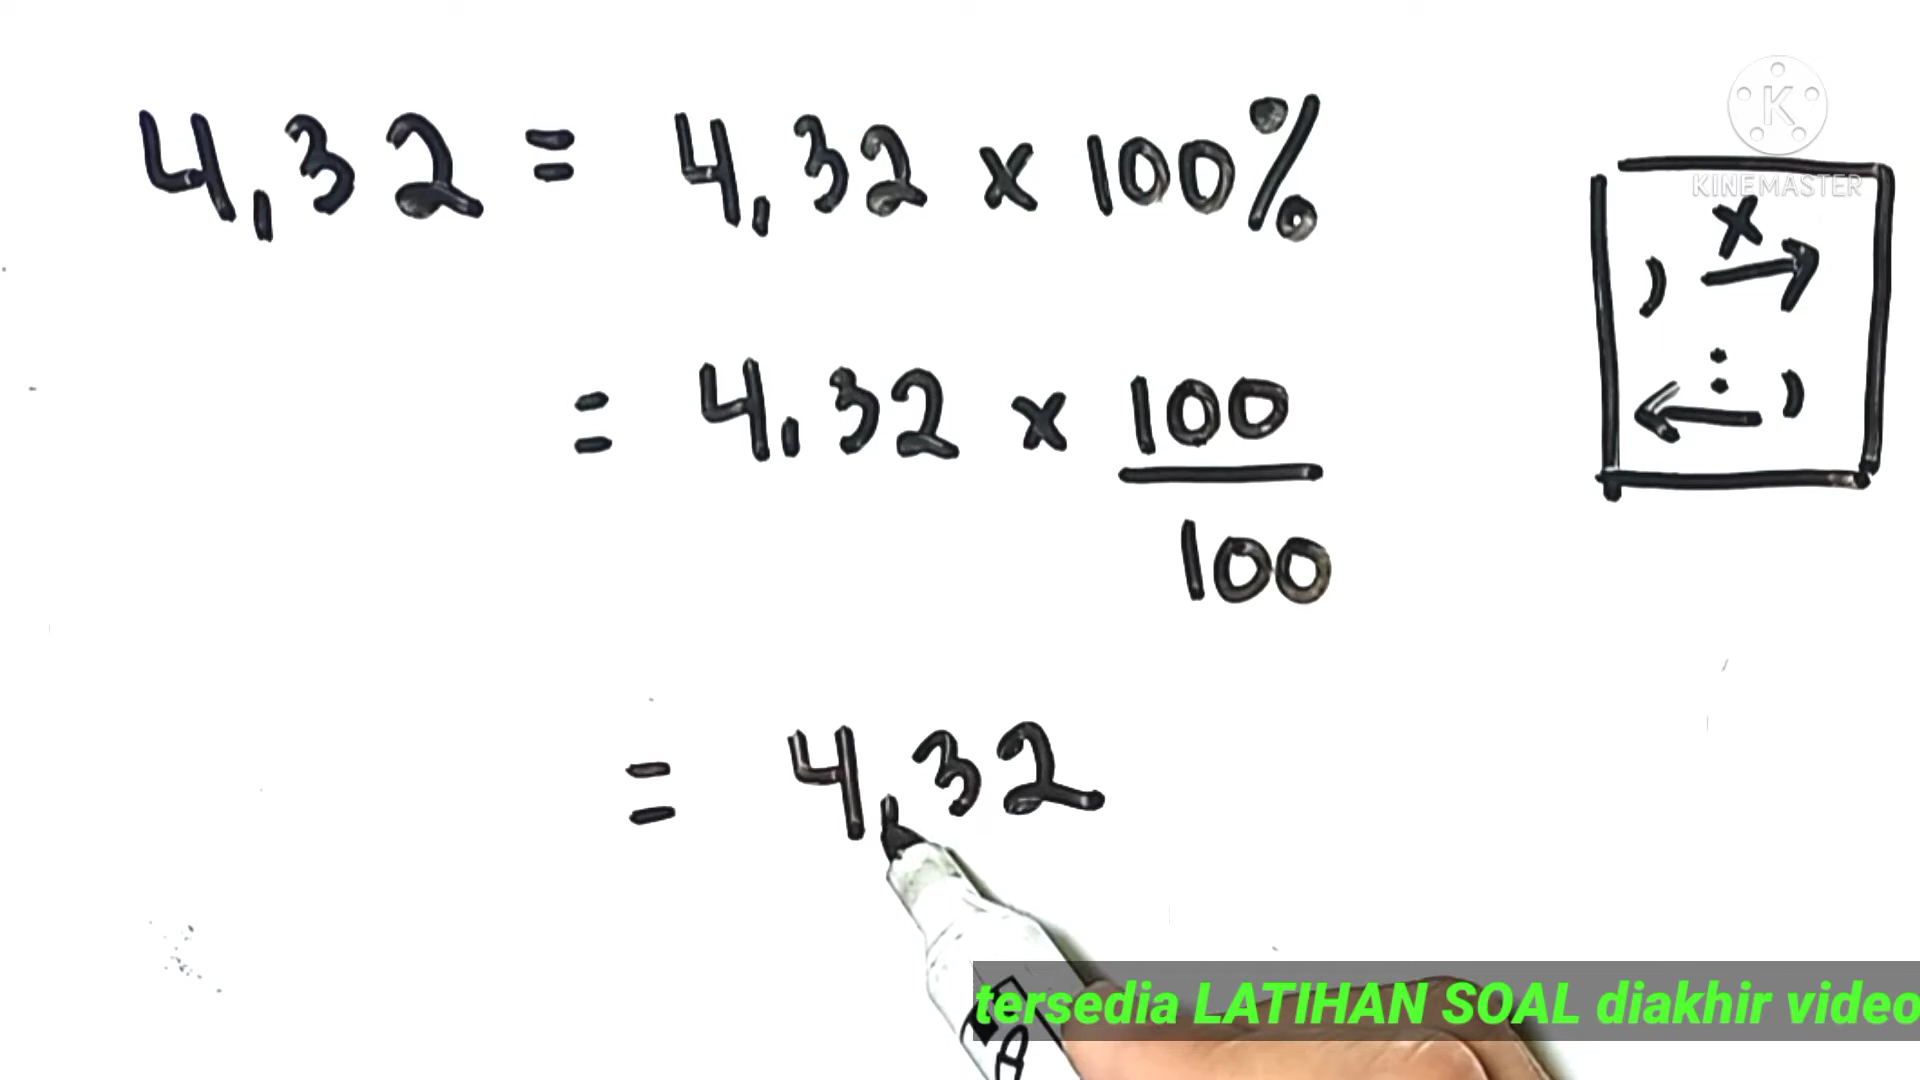 4,32 = 4,32 x 100%
= 4,32 x 100
100
= 4,32
K
KINEMASTER
x
, →
:
← ,
tersedia LATIHAN SOAL diakhir video